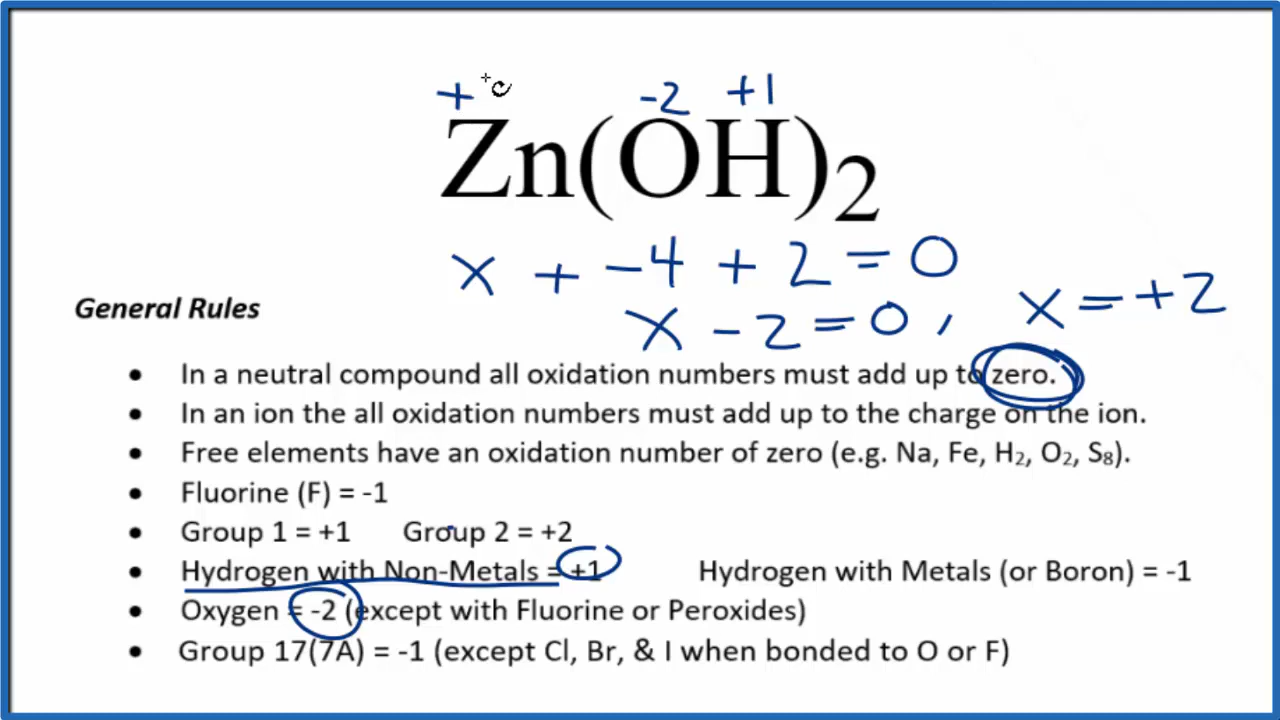 + -2 +1
Zn(OH)₂
x + -4 + 2 = 0
x - 2 = 0, x = +2
General Rules
• In a neutral compound all oxidation numbers must add up to zero.
• In an ion the all oxidation numbers must add up to the charge on the ion.
• Free elements have an oxidation number of zero (e.g. Na, Fe, H₂, O₂, S₈).
• Fluorine (F) = -1
• Group 1 = +1 Group 2 = +2
• Hydrogen with Non-Metals = +1 Hydrogen with Metals (or Boron) = -1
• Oxygen = -2 (except with Fluorine or Peroxides)
• Group 17(7A) = -1 (except Cl, Br, & I when bonded to O or F)